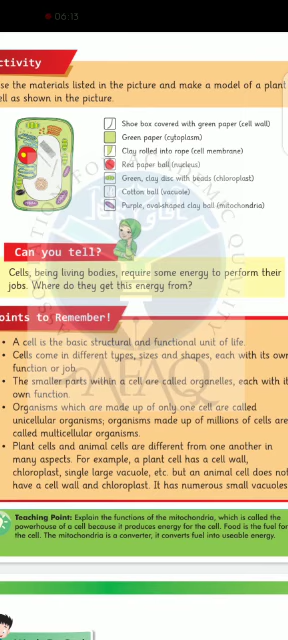 06:13
ctivity
se the materials listed in the picture and make a model of a plant
ell as shown in the picture.
Shoe box covered with green paper (cell wall)
Green paper (cytoplasm)
Clay rolled into rope (cell membrane)
Red paper ball (nucleus)
Green, clay disc with beads (chloroplast)
Cotton ball (vacuole)
Purple, oval-shaped clay ball (mitochondria)
Can you tell?
Cells, being living bodies, require some energy to perform their
jobs. Where do they get this energy from?
oints to Remember!
• A cell is the basic structural and functional unit of life.
• Cells come in different types, sizes and shapes, each with its own
function or job.
• The smaller parts within a cell are called organelles, each with it
own function.
• Organisms which are made up of only one cell are called
unicellular organisms; organisms made up of millions of cells are
called multicellular organisms.
• Plant cells and animal cells are different from one another in
many aspects. For example, a plant cell has a cell wall,
chloroplast, single large vacuole, etc. but an animal cell does not
have a cell wall and chloroplast. It has numerous small vacuoles
Teaching Point: Explain the functions of the mitochondria, which is called the
powerhouse of a cell because it produces energy for the cell. Food is the fuel for
the cell. The mitochondria is a converter, it converts fuel into useable energy.
AFAQ